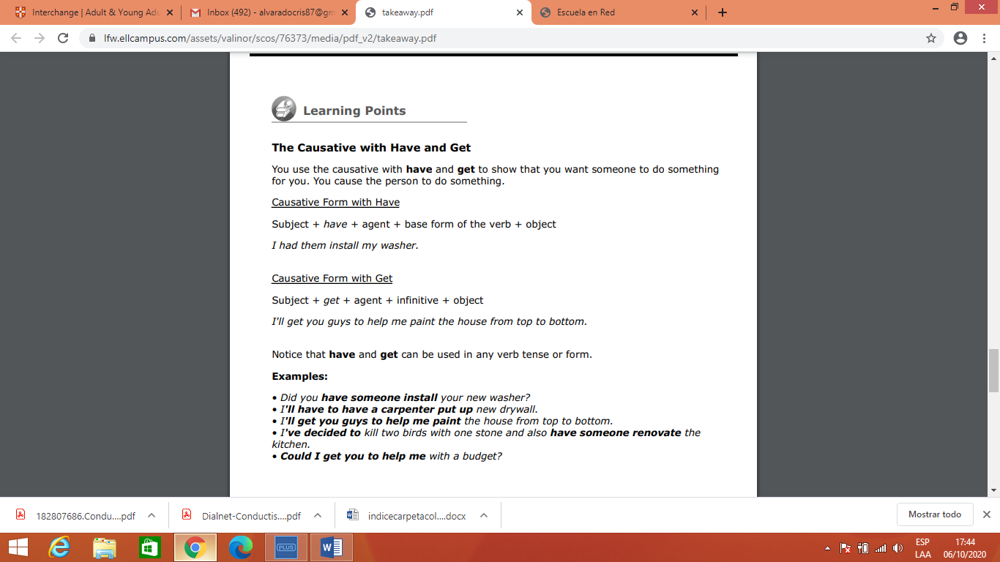 Interchange | Adult & Young Adu
Inbox (492) - alvaradocris87@gm
takeaway.pdf
Escuela en Red
lfw.ellcampus.com/assets/valinor/scos/76373/media/pdf_v2/takeaway.pdf
Learning Points
The Causative with Have and Get
You use the causative with have and get to show that you want someone to do something
for you. You cause the person to do something.
Causative Form with Have
Subject + have + agent + base form of the verb + object
I had them install my washer.
Causative Form with Get
Subject + get + agent + infinitive + object
I'll get you guys to help me paint the house from top to bottom.
Notice that have and get can be used in any verb tense or form.
Examples:
• Did you have someone install your new washer?
• I'll have to have a carpenter put up new drywall.
• I'll get you guys to help me paint the house from top to bottom.
• I've decided to kill two birds with one stone and also have someone renovate the
kitchen.
• Could I get you to help me with a budget?
182807686.Condu....pdf
Dialnet-Conductis....pdf
indicecarpetacol....docx
Mostrar todo
PLUS
ESP
LAA
17:44
06/10/2020